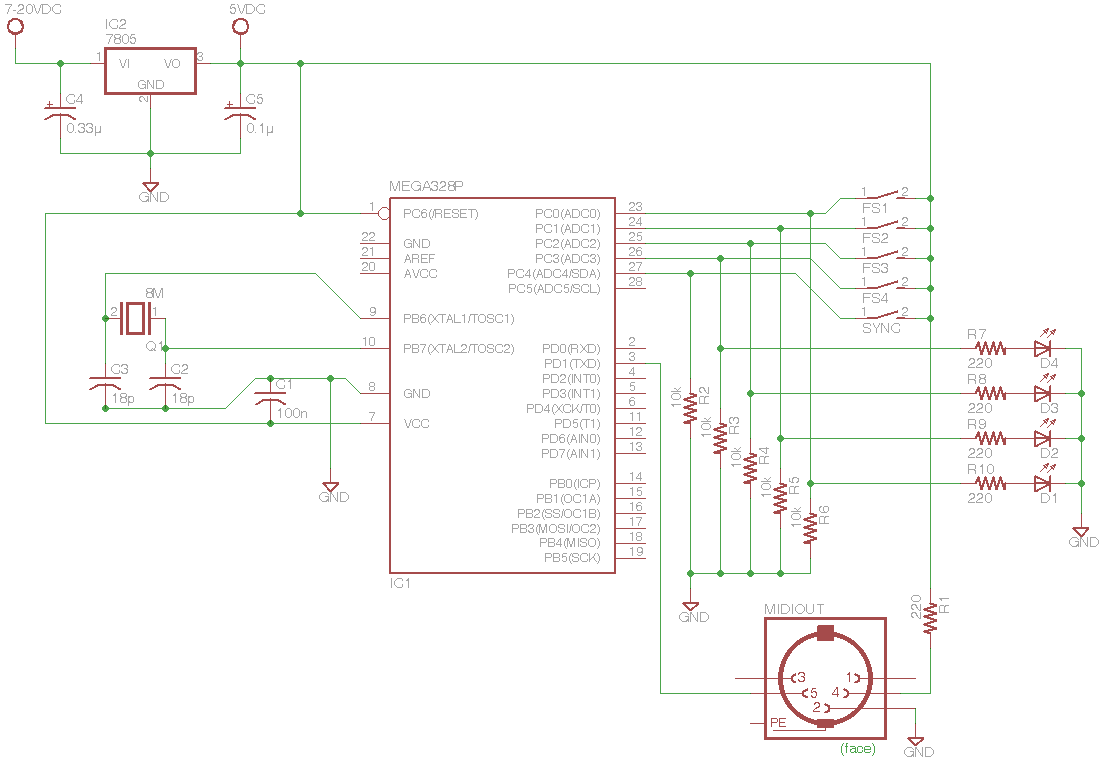 7-20VDC
5VDC
IC2
7805
1 VI VO 3
GND
2
+ C4
0.33µ
+ C5
0.1µ
GND
MEGA328P
1 PC6(/RESET)
22 GND
21 AREF
20 AVCC
9 PB6(XTAL1/TOSC1)
10 PB7(XTAL2/TOSC2)
8 GND
7 VCC
PC0(ADC0) 23
PC1(ADC1) 24
PC2(ADC2) 25
PC3(ADC3) 26
PC4(ADC4/SDA) 27
PC5(ADC5/SCL) 28
PD0(RXD) 2
PD1(TXD) 3
PD2(INT0) 4
PD3(INT1) 5
PD4(XCK/T0) 6
PD5(T1) 11
PD6(AIN0) 12
PD7(AIN1) 13
PB0(ICP) 14
PB1(OC1A) 15
PB2(SS/OC1B) 16
PB3(MOSI/OC2) 17
PB4(MISO) 18
PB5(SCK) 19
IC1
8M
2 1
Q1
C3
18p
C2
18p
C1
100n
GND
1 2
FS1
1 2
FS2
1 2
FS3
1 2
FS4
1 2
SYNC
R7
220
D4
R8
220
D3
R9
220
D2
R10
220
D1
GND
10k R2
10k R3
10k R4
10k R5
10k R6
GND
220 R1
MIDIOUT
3 1
5 4
2
PE
(face)
GND